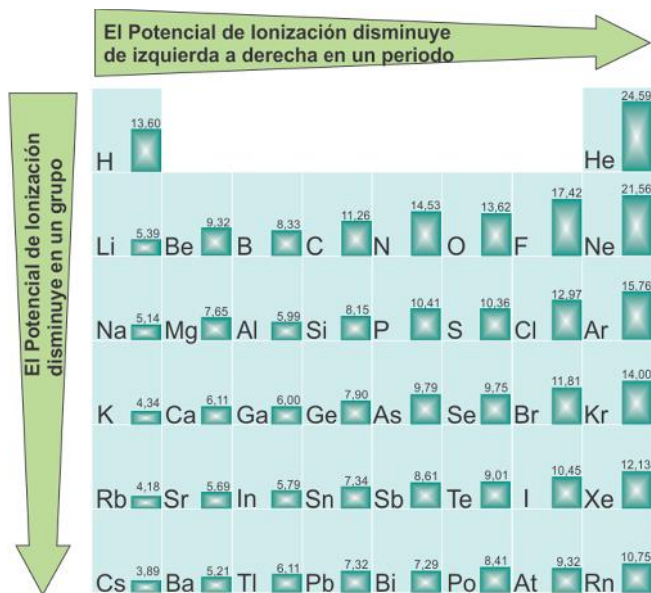 El Potencial de Ionización disminuye
de izquierda a derecha en un periodo
El Potencial de Ionización
disminuye en un grupo
H 13,60 He 24,59
Li 5,39 Be 9,32 B 8,33 C 11,26 N 14,53 O 13,62 F 17,42 Ne 21,56
Na 5,14 Mg 7,65 Al 5,99 Si 8,15 P 10,41 S 10,36 Cl 12,97 Ar 15,76
K 4,34 Ca 6,11 Ga 6,00 Ge 7,90 As 9,79 Se 9,75 Br 11,81 Kr 14,00
Rb 4,18 Sr 5,69 In 5,79 Sn 7,34 Sb 8,61 Te 9,01 I 10,45 Xe 12,13
Cs 3,89 Ba 5,21 Tl 6,11 Pb 7,32 Bi 7,29 Po 8,41 At 9,32 Rn 10,75